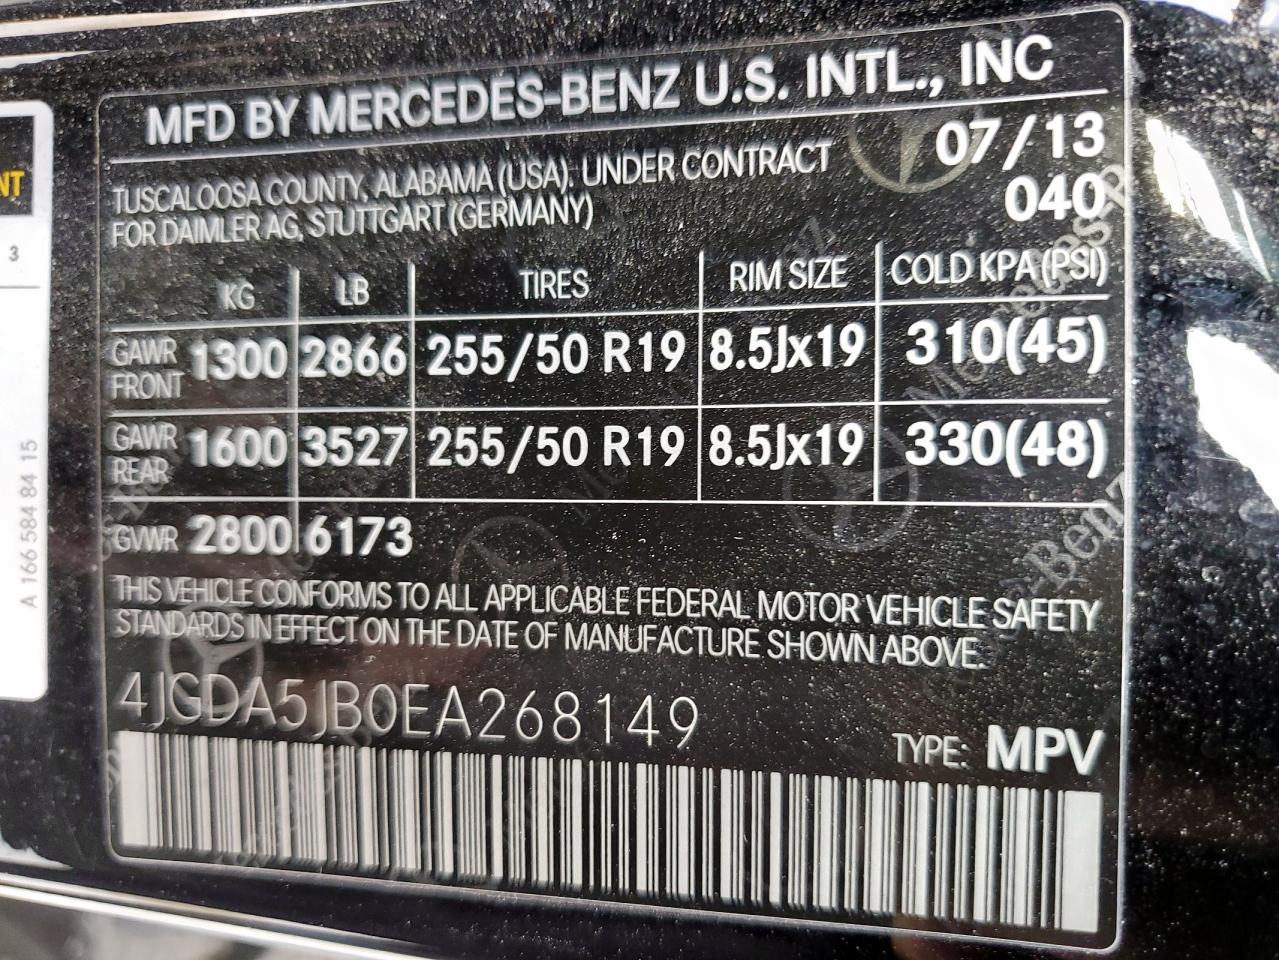 MFD BY MERCEDES-BENZ U.S. INTL., INC
TUSCALOOSA COUNTY, ALABAMA (USA). UNDER CONTRACT 07/13
FOR DAIMLER AG, STUTTGART (GERMANY) 040
KG LB TIRES RIM SIZE COLD KPA (PSI)
GAWR FRONT 1300 2866 255/50 R19 8.5Jx19 310(45)
GAWR REAR 1600 3527 255/50 R19 8.5Jx19 330(48)
GVWR 2800 6173
THIS VEHICLE CONFORMS TO ALL APPLICABLE FEDERAL MOTOR VEHICLE SAFETY
STANDARDS IN EFFECT ON THE DATE OF MANUFACTURE SHOWN ABOVE.
4JGDA5JB0EA268149
TYPE: MPV
NT
3
A 166 584 84 15
Mercedes-Benz